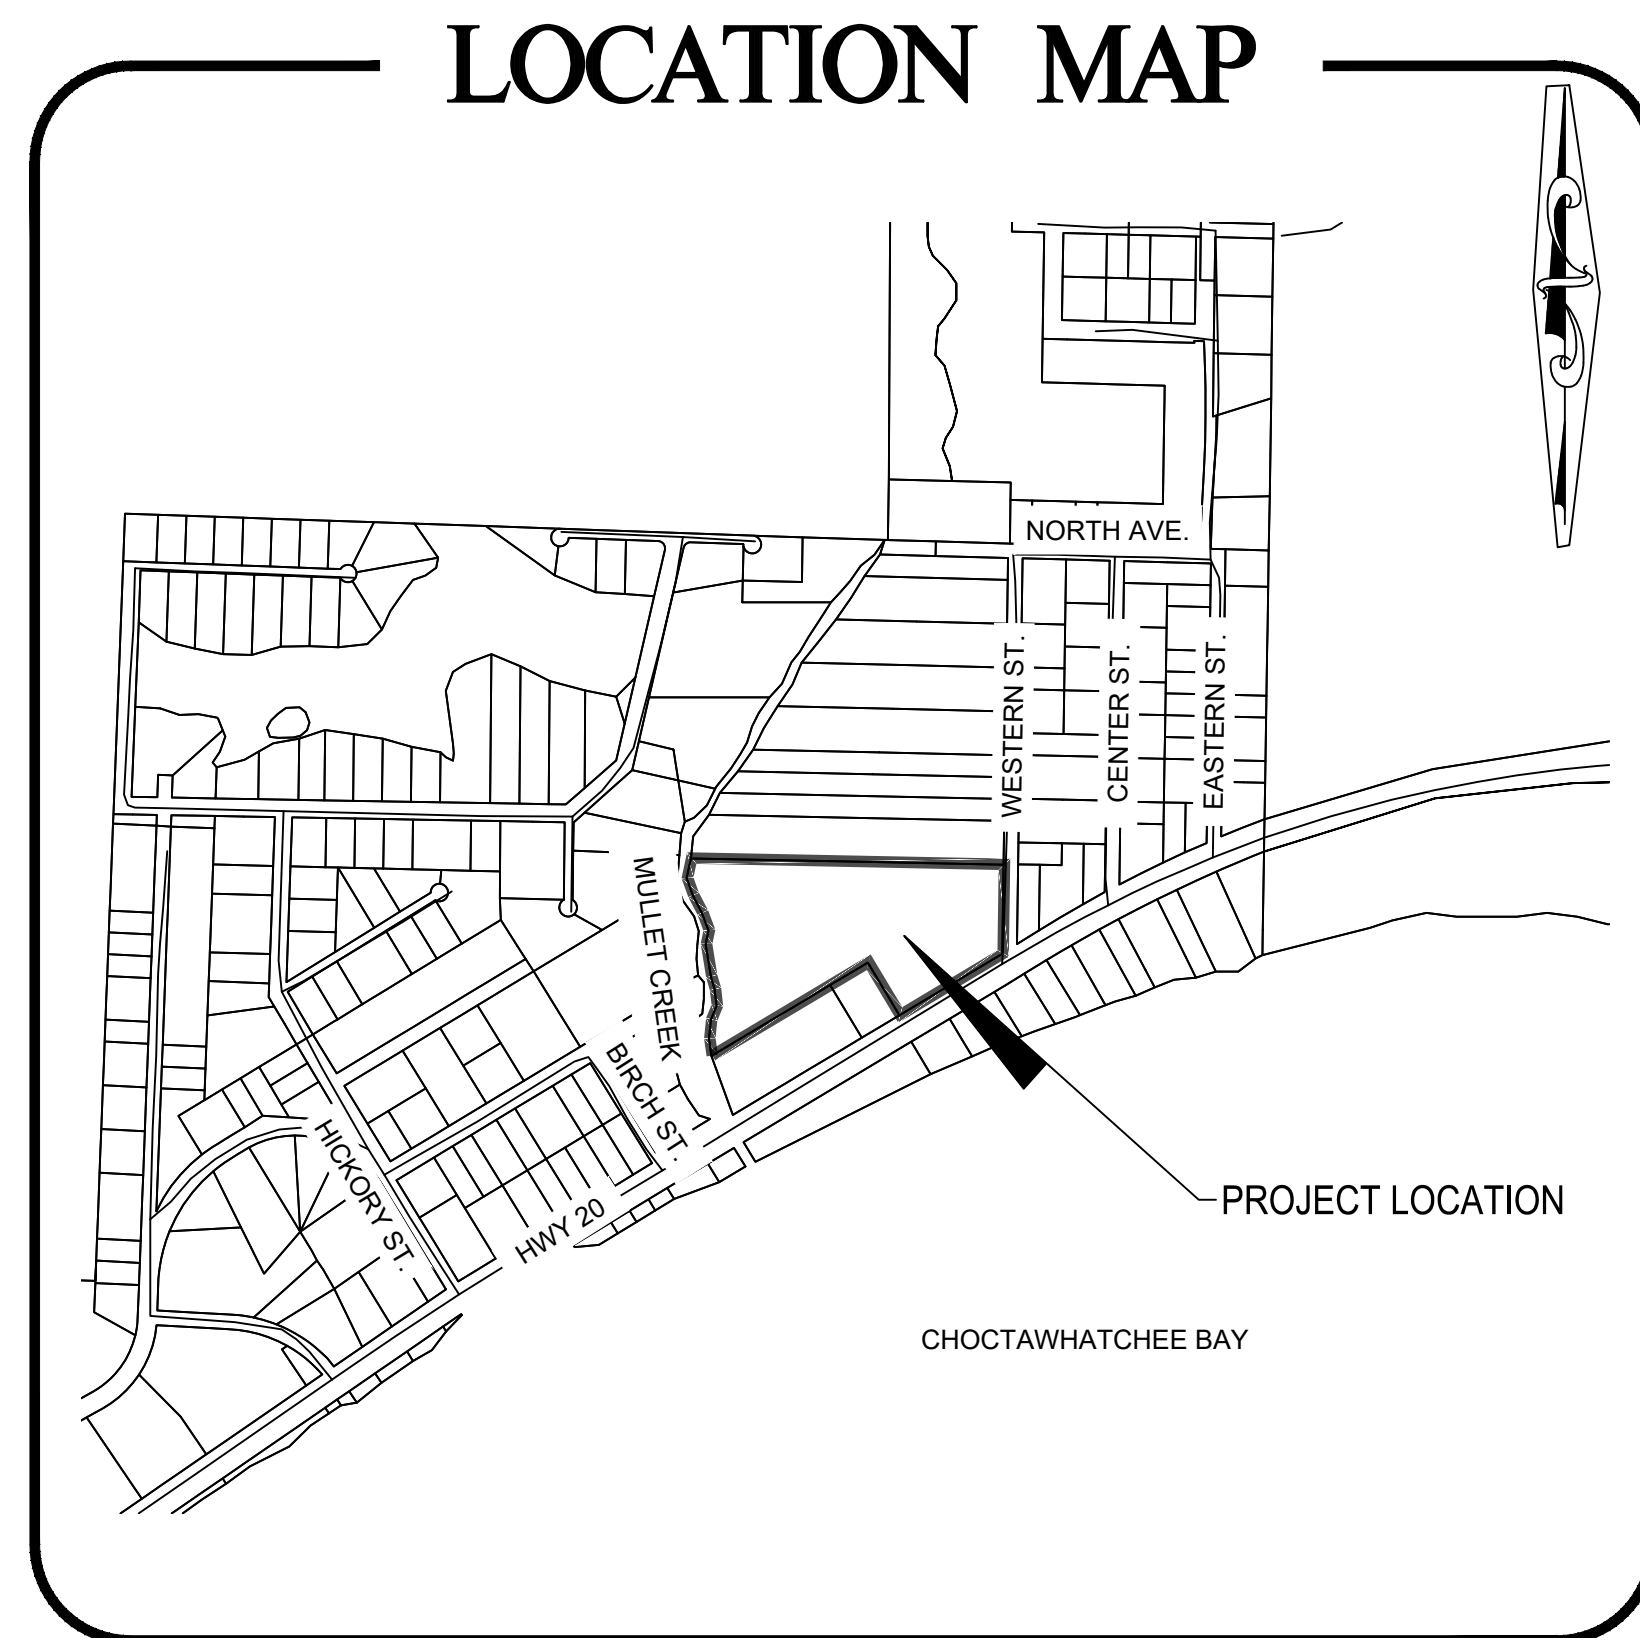 LOCATION MAP
NORTH AVE.
WESTERN ST.
CENTER ST.
EASTERN ST.
MULLET CREEK
BIRCH ST.
HICKORY ST.
HWY 20
PROJECT LOCATION
CHOCTAWHATCHEE BAY